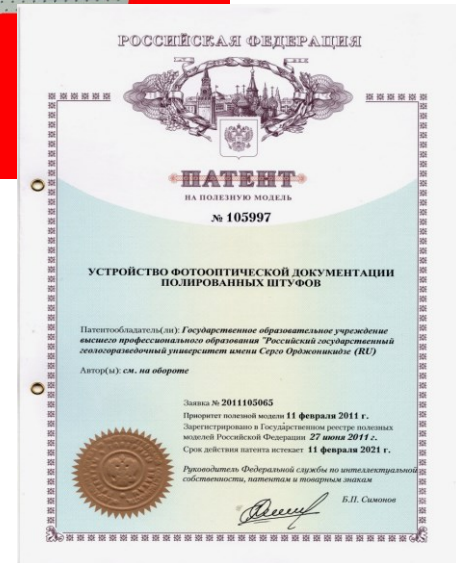 РОССИЙСКАЯ ФЕДЕРАЦИЯ
ПАТЕНТ
НА ПОЛЕЗНУЮ МОДЕЛЬ
№ 105997
УСТРОЙСТВО ФОТООПТИЧЕСКОЙ ДОКУМЕНТАЦИИ
ПОЛИРОВАННЫХ ШТУФОВ
Патентообладатель(ли): Государственное образовательное учреждение
высшего профессионального образования "Российский государственный
геологоразведочный университет имени Серго Орджоникидзе (RU)
Автор(ы): см. на обороте
Заявка № 2011105065
Приоритет полезной модели 11 февраля 2011 г.
Зарегистрировано в Государственном реестре полезных
моделей Российской Федерации 27 июня 2011 г.
Срок действия патента истекает 11 февраля 2021 г.
Руководитель Федеральной службы по интеллектуальной
собственности, патентам и товарным знакам
Б.П. Симонов